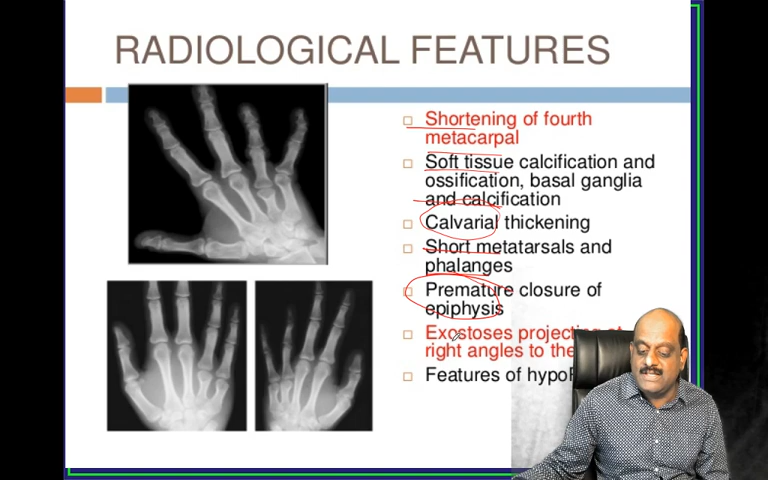 RADIOLOGICAL FEATURES
Shortening of fourth
metacarpal
Soft tissue calcification and
ossification, basal ganglia
and calcification
Calvarial thickening
Short metatarsals and
phalanges
Premature closure of
epiphysis
Exostoses projecting at
right angles to the
Features of